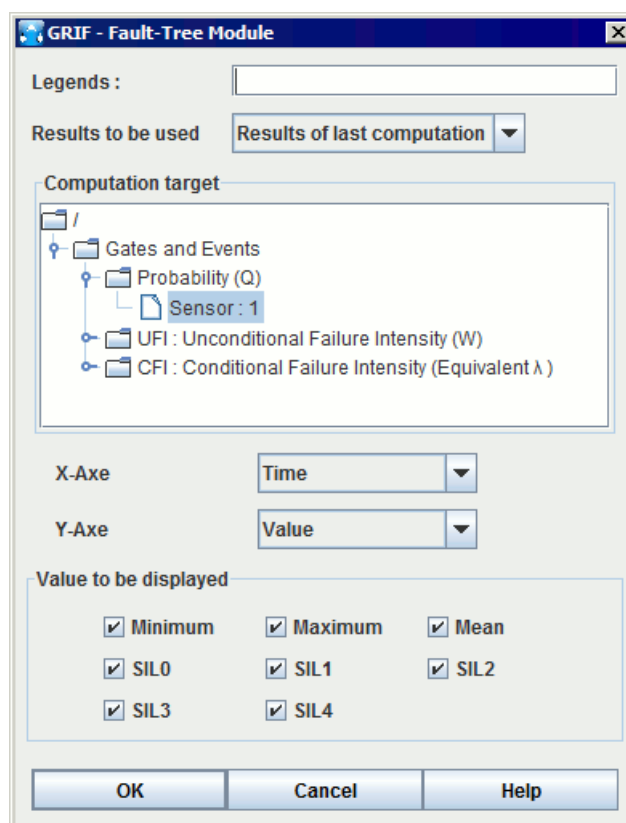 GRIF - Fault-Tree Module
Legends :
Results to be used Results of last computation
Computation target
/
Gates and Events
Probability (Q)
Sensor : 1
UFI : Unconditional Failure Intensity (W)
CFI : Conditional Failure Intensity (Equivalent λ )
X-Axe Time
Y-Axe Value
Value to be displayed
Minimum Maximum Mean
SIL0 SIL1 SIL2
SIL3 SIL4
OK Cancel Help